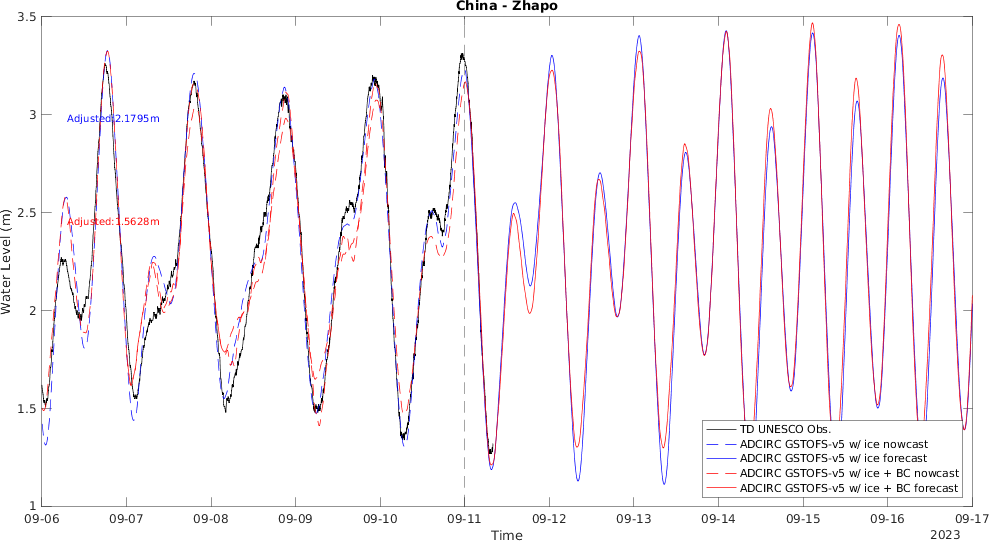 China - Zhapo
Water Level (m)
3.5
3
2.5
2
1.5
1
Adjusted:2.1795m
Adjusted:1.5628m
TD UNESCO Obs.
ADCIRC GSTOFS-v5 w/ ice nowcast
ADCIRC GSTOFS-v5 w/ ice forecast
ADCIRC GSTOFS-v5 w/ ice + BC nowcast
ADCIRC GSTOFS-v5 w/ ice + BC forecast
09-06 09-07 09-08 09-09 09-10 09-11 09-12 09-13 09-14 09-15 09-16 09-17
Time
2023